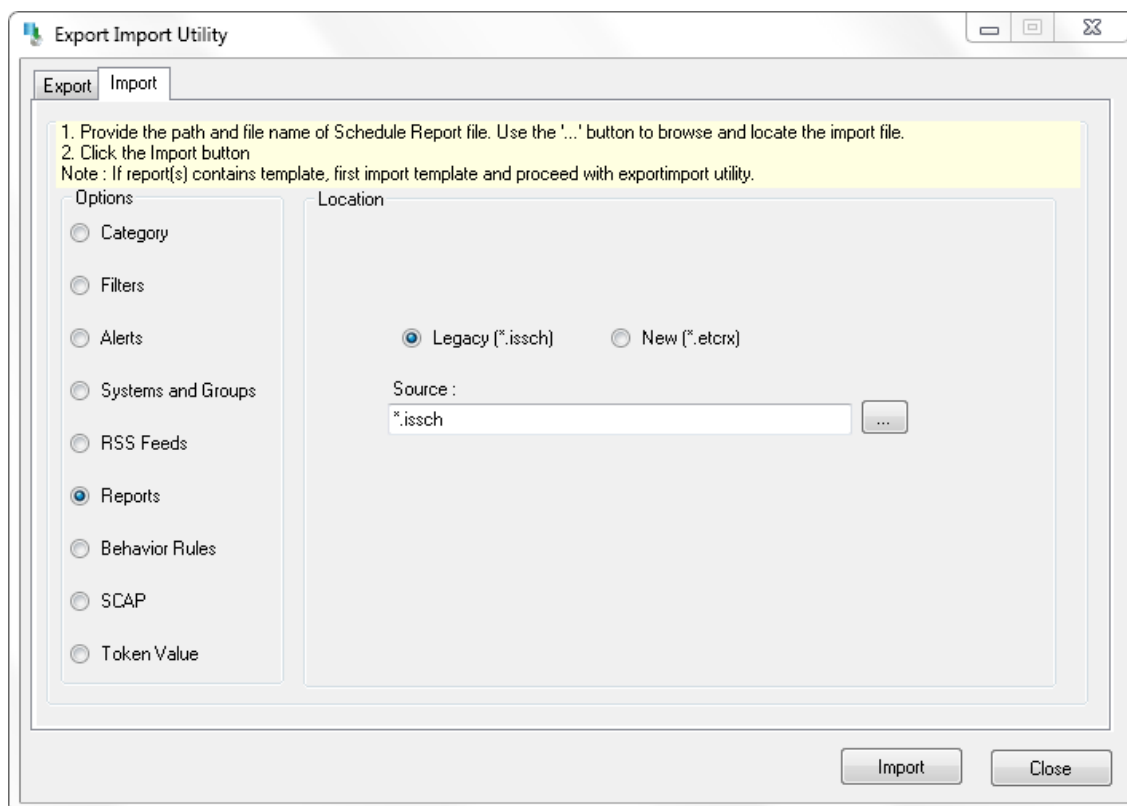 Export Import Utility
Export Import
1. Provide the path and file name of Schedule Report file. Use the '...' button to browse and locate the import file.
2. Click the Import button
Note : If report(s) contains template, first import template and proceed with exportimport utility.
Options
Category
Filters
Alerts
Systems and Groups
RSS Feeds
Reports
Behavior Rules
SCAP
Token Value
Location
Legacy (*.issch) New (*.etcrx)
Source :
*.issch ...
Import Close